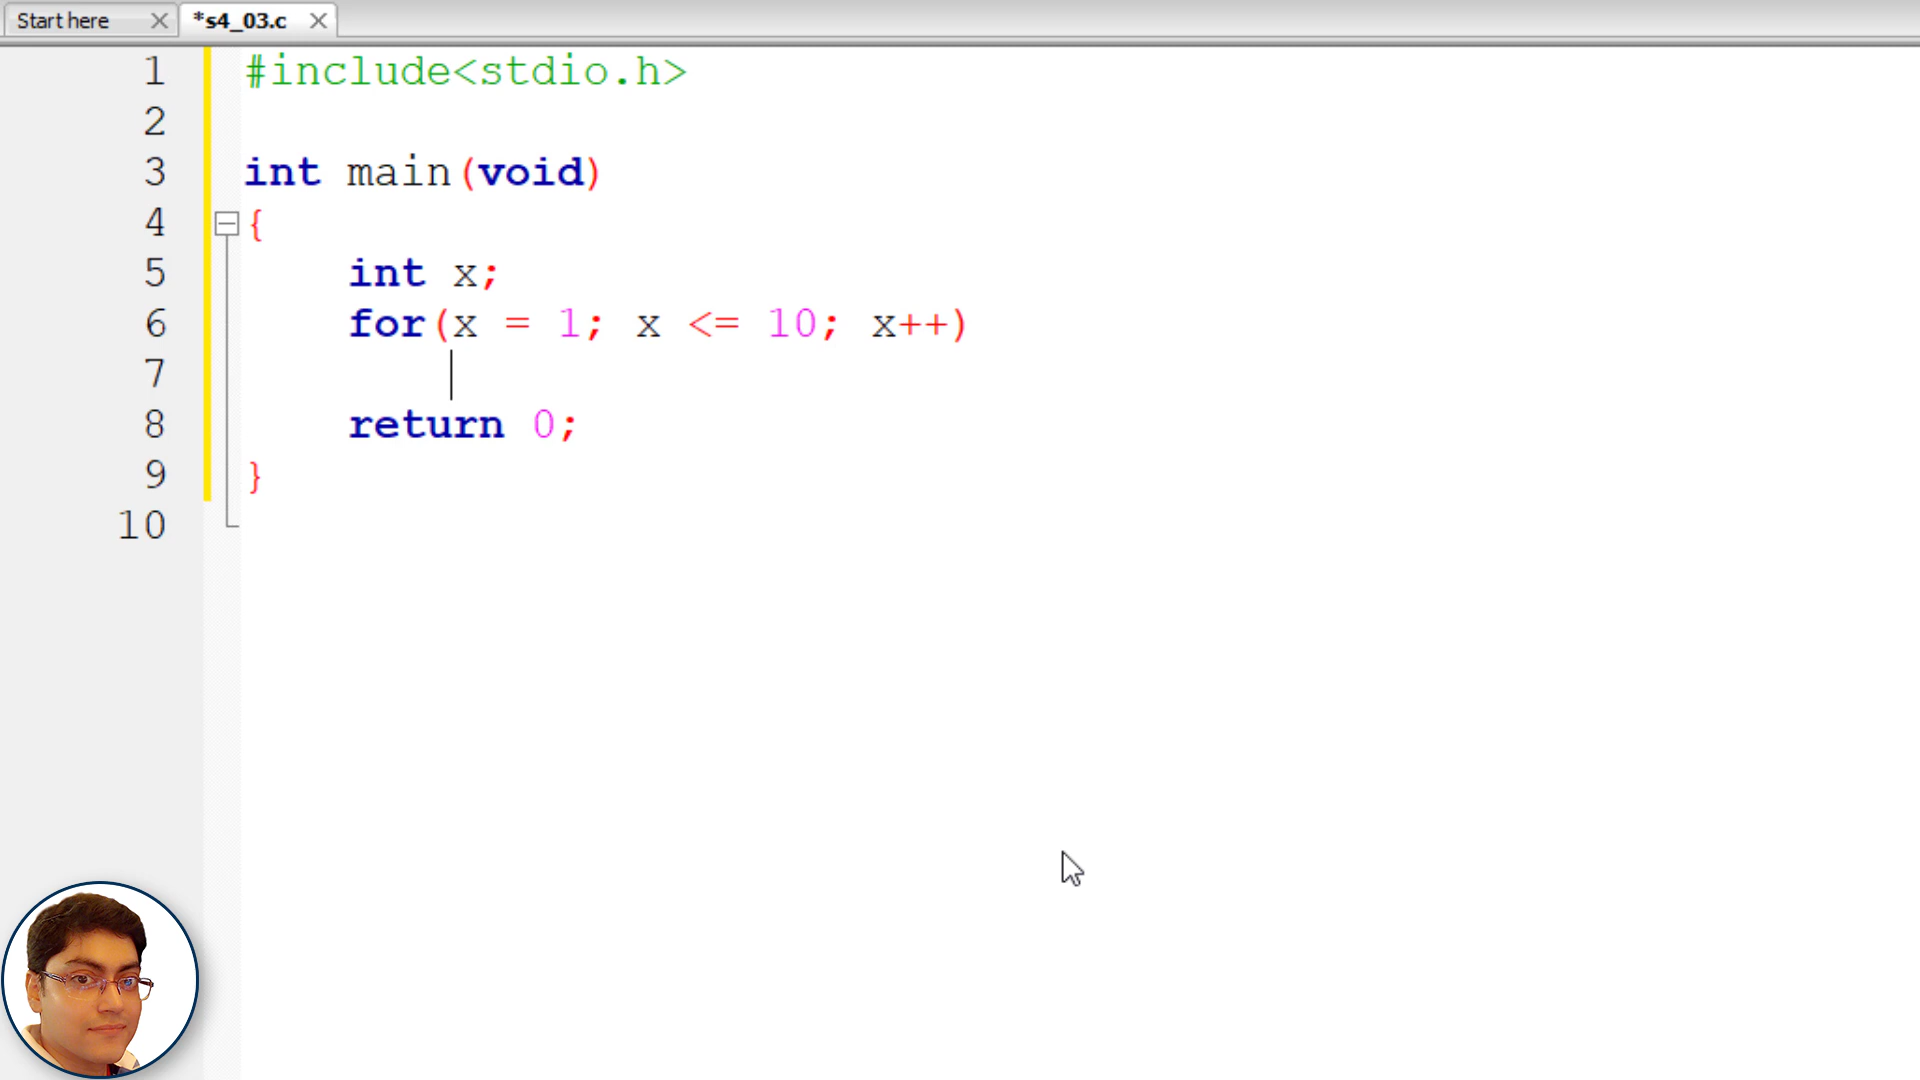 Start here
*s4_03.c
1 #include<stdio.h>
2
3 int main(void)
4 {
5 int x;
6 for(x = 1; x <= 10; x++)
7
8 return 0;
9 }
10